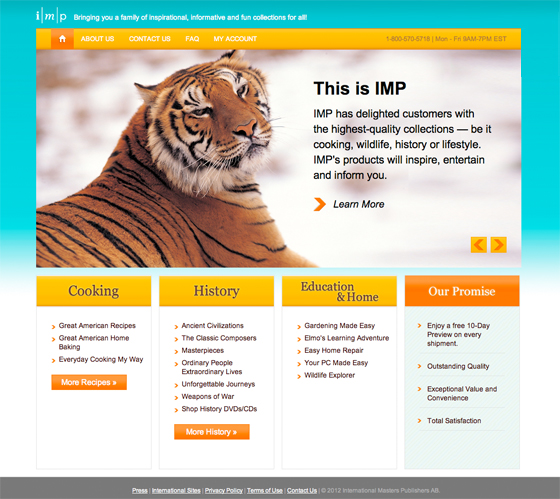 i|m|p Bringing you a family of inspirational, informative and fun collections for all!
ABOUT US CONTACT US FAQ MY ACCOUNT 1-800-570-5716 | Mon - Fri 9AM-7PM EST
This is IMP
IMP has delighted customers with
the highest-quality collections — be it
cooking, wildlife, history or lifestyle.
IMP's products will inspire, entertain
and inform you.
Learn More
Cooking
Great American Recipes
Great American Home
Baking
Everyday Cooking My Way
More Recipes »
History
Ancient Civilizations
The Classic Composers
Masterpieces
Ordinary People
Extraordinary Lives
Unforgettable Journeys
Weapons of War
Shop History DVDs/CDs
More History »
Education
& Home
Gardening Made Easy
Elmo's Learning Adventure
Easy Home Repair
Your PC Made Easy
Wildlife Explorer
Our Promise
Enjoy a free 10-Day
Preview on every
shipment.
Outstanding Quality
Exceptional Value and
Convenience
Total Satisfaction
Press | International Sites | Privacy Policy | Terms of Use | Contact Us | © 2012 International Masters Publishers AB.